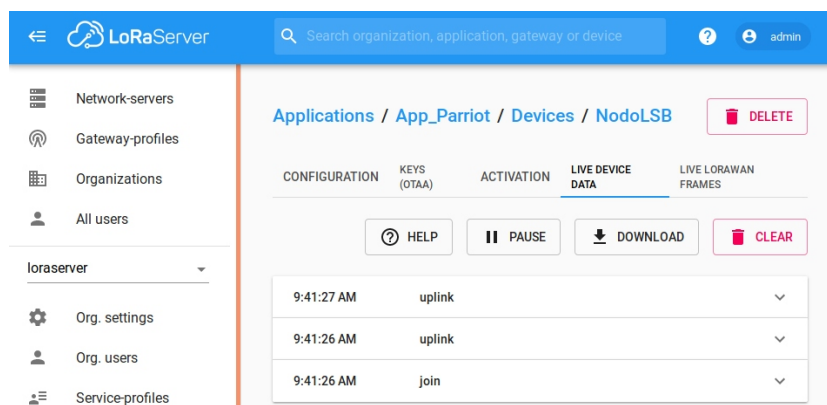 LoRaServer
Search organization, application, gateway or device
?
admin
Network-servers
Gateway-profiles
Organizations
All users
loraserver
Org. settings
Org. users
Service-profiles
Applications / App_Parriot / Devices / NodoLSB
DELETE
CONFIGURATION
KEYS
(OTAA)
ACTIVATION
LIVE DEVICE
DATA
LIVE LORAWAN
FRAMES
? HELP
PAUSE
DOWNLOAD
CLEAR
9:41:27 AM uplink
9:41:26 AM uplink
9:41:26 AM join